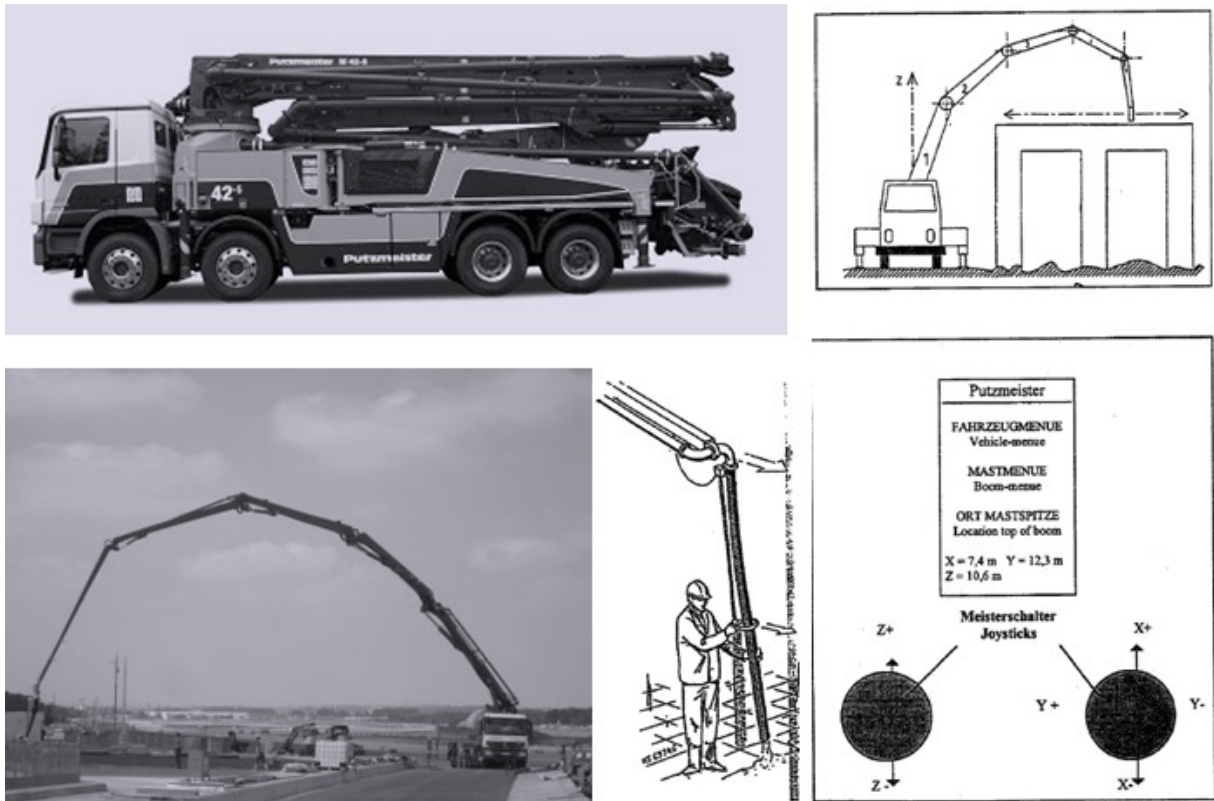 Putzmeister M 42-5
42-5
Putzmeister
z
1
2
3
Putzmeister
FAHRZEUGMENUE
Vehicle-menue
MASTMENUE
Boom-menue
ORT MASTSPITZE
Location top of boom
X = 7,4 m Y = 12,3 m
Z = 10,6 m
Meisterschalter
Joysticks
Z+
X+
Y +
Y-
Z -
X-